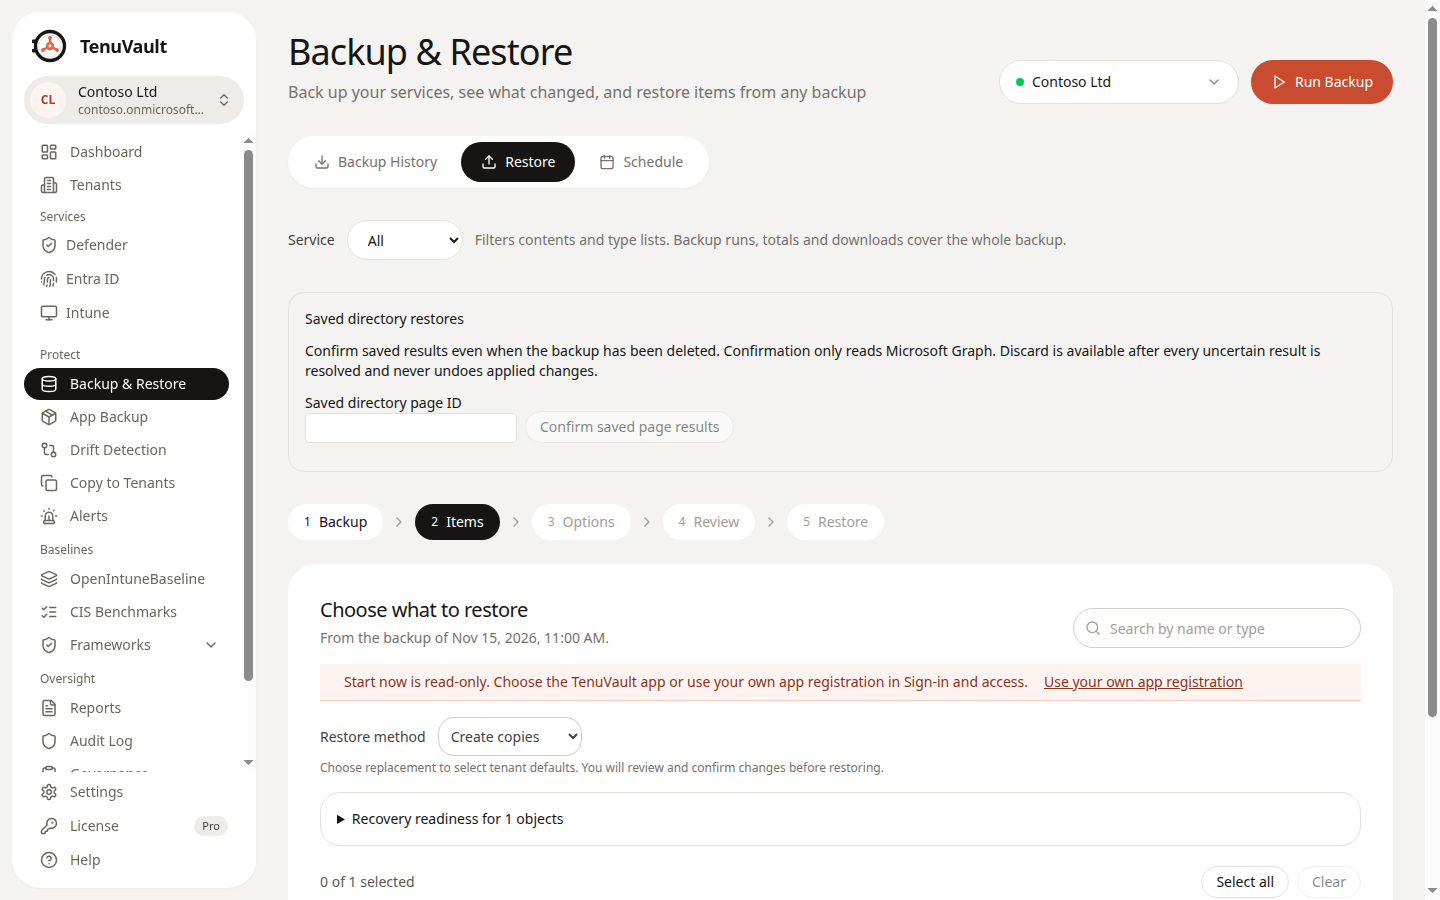 TenuVault
CL
Contoso Ltd
contoso.onmicrosoft...
Dashboard
Tenants
Services
Defender
Entra ID
Intune
Protect
Backup & Restore
App Backup
Drift Detection
Copy to Tenants
Alerts
Baselines
OpenIntuneBaseline
CIS Benchmarks
Frameworks
Oversight
Reports
Audit Log
Settings
License
Pro
Help
Backup & Restore
Back up your services, see what changed, and restore items from any backup
Contoso Ltd
Run Backup
Backup History
Restore
Schedule
Service
All
Filters contents and type lists. Backup runs, totals and downloads cover the whole backup.
Saved directory restores
Confirm saved results even when the backup has been deleted. Confirmation only reads Microsoft Graph. Discard is available after every uncertain result is
resolved and never undoes applied changes.
Saved directory page ID
Confirm saved page results
1 Backup
2 Items
3 Options
4 Review
5 Restore
Choose what to restore
From the backup of Nov 15, 2026, 11:00 AM.
Search by name or type
Start now is read-only. Choose the TenuVault app or use your own app registration in Sign-in and access. Use your own app registration
Restore method
Create copies
Choose replacement to select tenant defaults. You will review and confirm changes before restoring.
Recovery readiness for 1 objects
0 of 1 selected
Select all
Clear